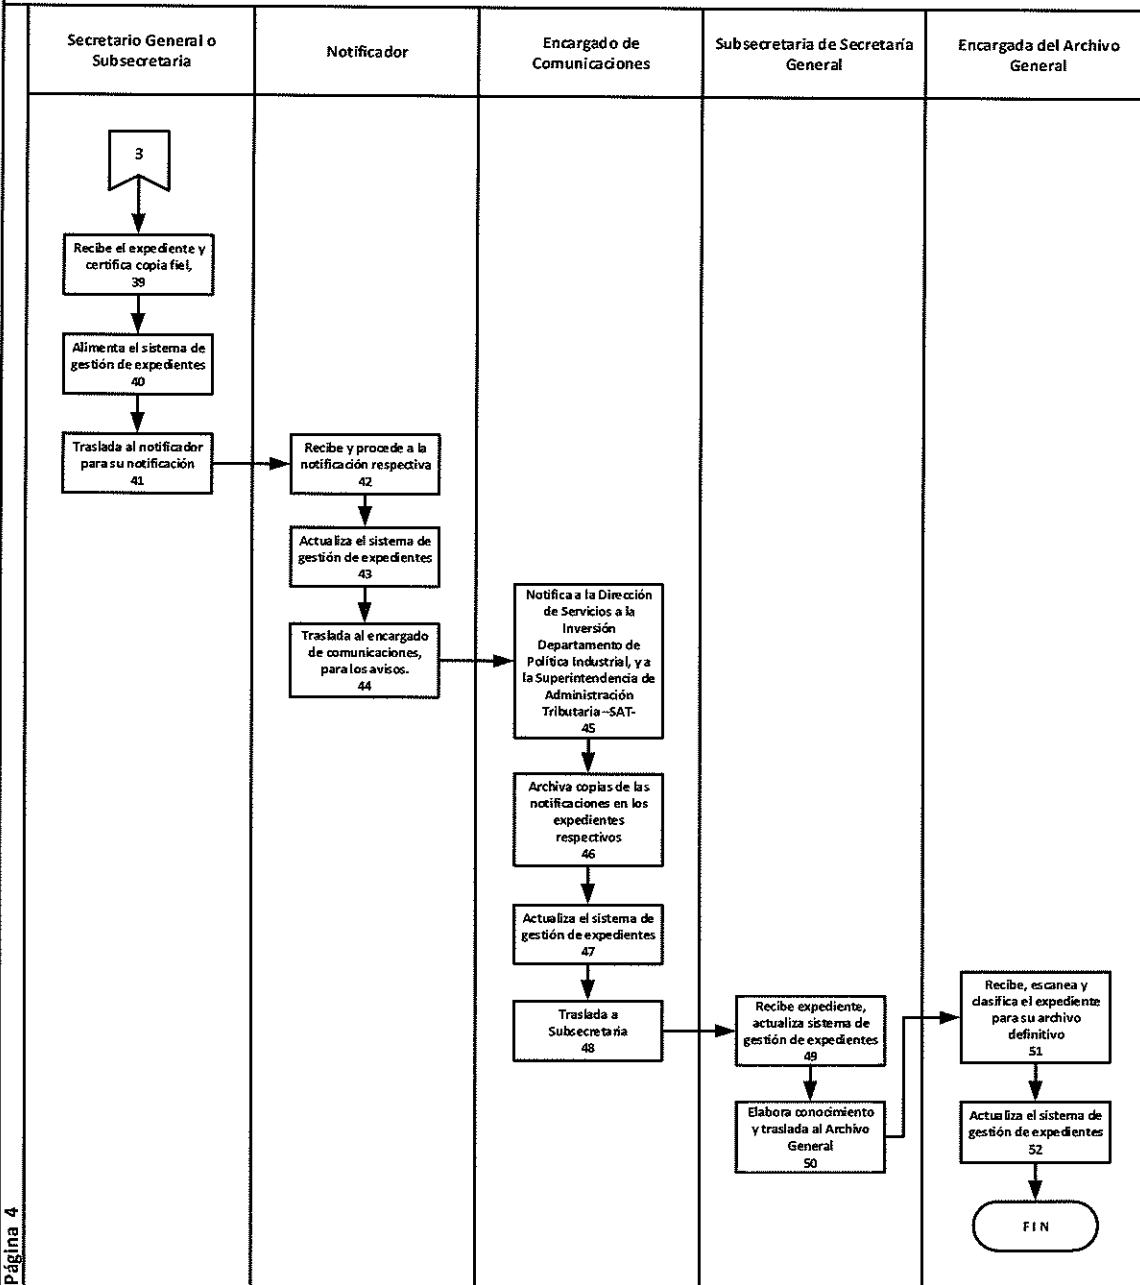 Secretario General o
Subsecretaria
Notificador
Encargado de
Comunicaciones
Subsecretaria de Secretaría
General
Encargada del Archivo
General
3
Recibe el expediente y
certifica copia fiel,
39
Alimenta el sistema de
gestión de expedientes
40
Traslada al notificador
para su notificación
41
Recibe y procede a la
notificación respectiva
42
Actualiza el sistema de
gestión de expedientes
43
Traslada al encargado
de comunicaciones,
para los avisos.
44
Notifica a la Dirección
de Servicios a la
Inversión
Departamento de
Política Industrial, y a
la Superintendencia de
Administración
Tributaria –SAT-
45
Archiva copias de las
notificaciones en los
expedientes
respectivos
46
Actualiza el sistema de
gestión de expedientes
47
Traslada a
Subsecretaria
48
Recibe expediente,
actualiza sistema de
gestión de expedientes
49
Elabora conocimiento
y traslada al Archivo
General
50
Recibe, escanea y
clasifica el expediente
para su archivo
definitivo
51
Actualiza el sistema de
gestión de expedientes
52
FIN
Página 4